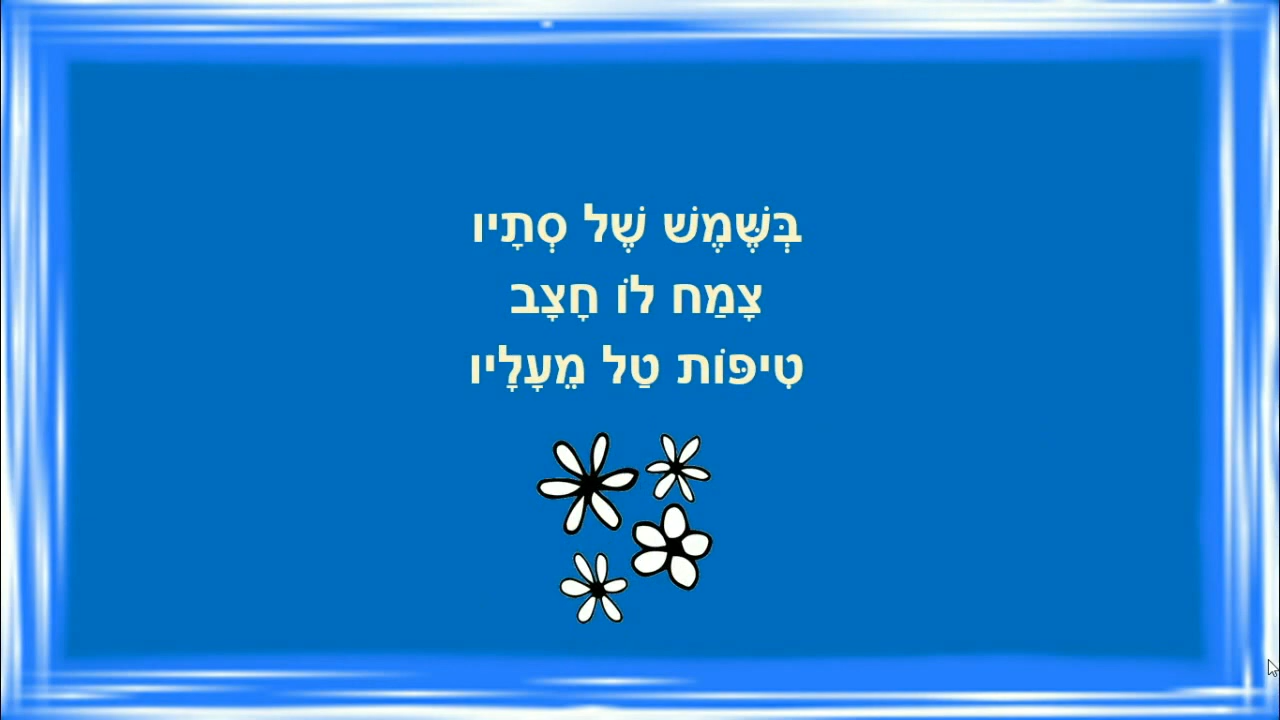 בְּשֶּׁמֶשׁ שֶׁל סְתָיו
צָמַח לוֹ חָצָב
טִיפּוֹת טַל מֵעָלָיו